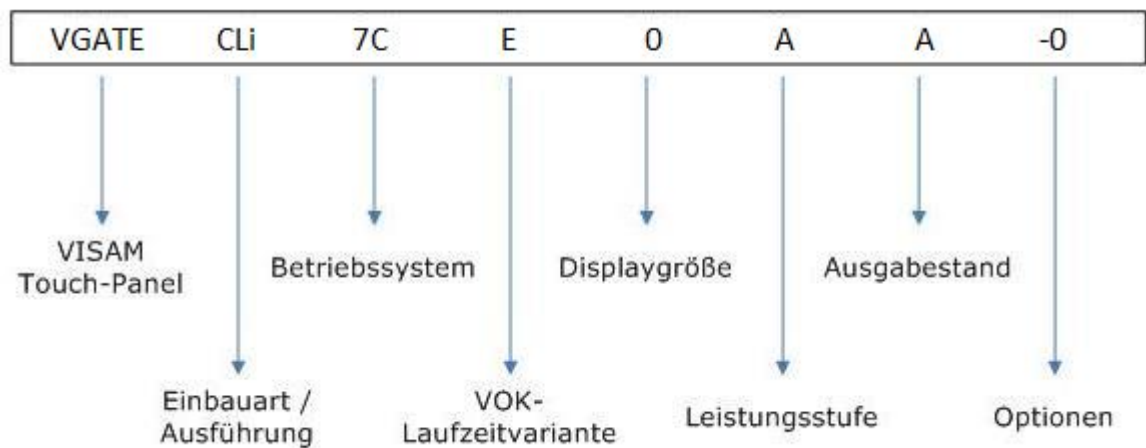 VGATE CLi 7C E 0 A A -0
VISAM
Touch-Panel
Betriebssystem
Displaygröße
Ausgabestand
Einbauart /
Ausführung
VOK-
Laufzeitvariante
Leistungsstufe
Optionen